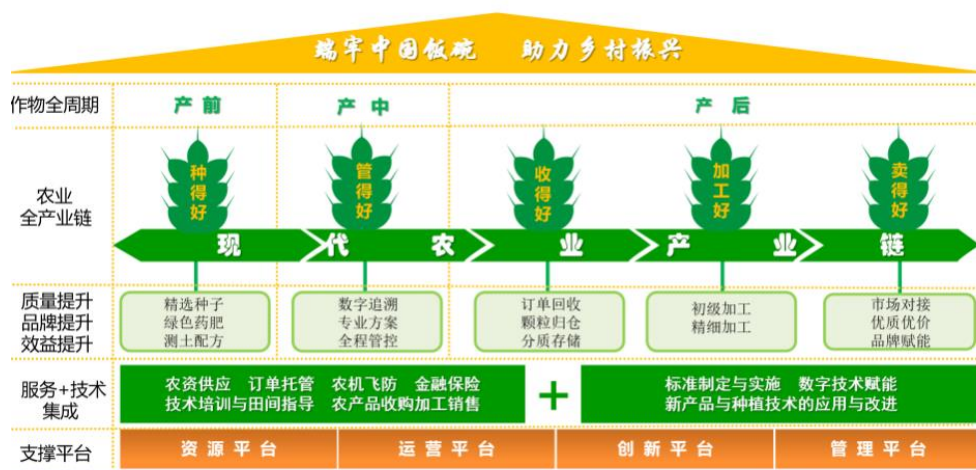 端牢中国饭碗 助力乡村振兴
作物全周期 产前 产中 产后
农业
全产业链
种得好 管得好 收得好 加工好 卖得好
现代农业产业链
质量提升
品牌提升
效益提升
精选种子
绿色药肥
测土配方
数字追溯
专业方案
全程管控
订单回收
颗粒归仓
分质存储
初级加工
精细加工
市场对接
优质优价
品牌赋能
服务+技术
集成
农资供应 订单托管 农机飞防 金融保险
技术培训与田间指导 农产品收购加工销售
+
标准制定与实施 数字技术赋能
新产品与种植技术的应用与改进
支撑平台 资源平台 运营平台 创新平台 管理平台